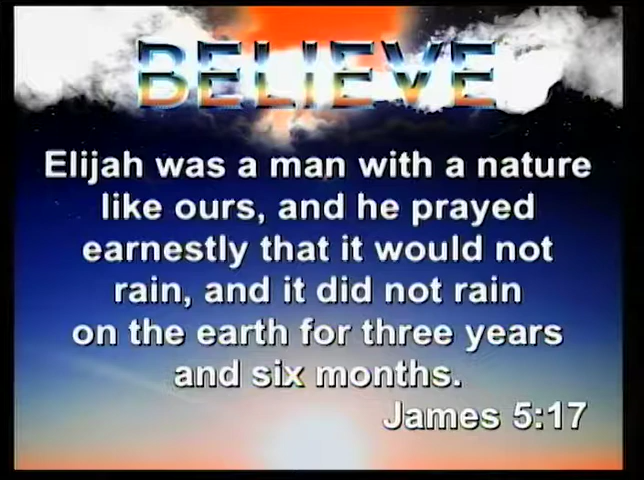 BELIEVE
Elijah was a man with a nature
like ours, and he prayed
earnestly that it would not
rain, and it did not rain
on the earth for three years
and six months.
James 5:17